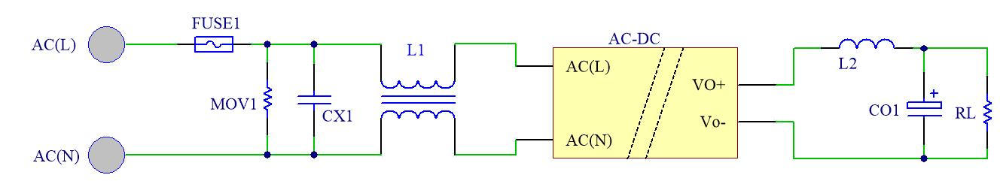 FUSE1
AC(L)
L1
AC-DC
AC(L)
L2
VO+
MOV1
CX1
CO1
+
RL
Vo-
AC(N)
AC(N)